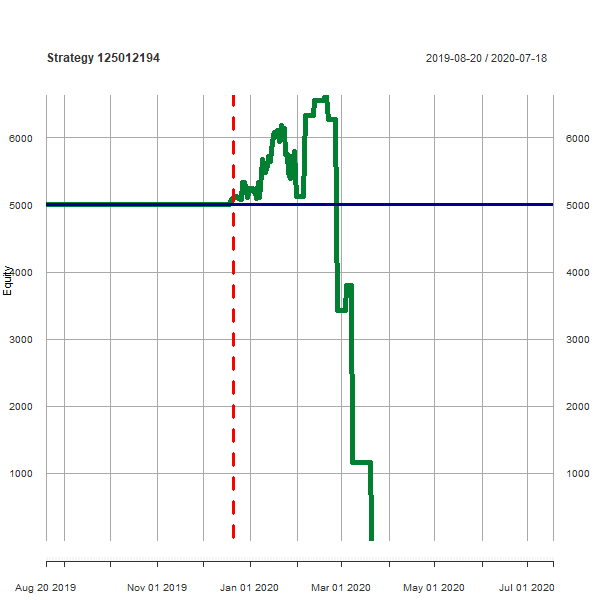 Strategy 125012194
2019-08-20 / 2020-07-18
6000
6000
5000
5000
4000
4000
3000
3000
2000
2000
1000
1000
Equity
Aug 20 2019
Nov 01 2019
Jan 01 2020
Mar 01 2020
May 01 2020
Jul 01 2020